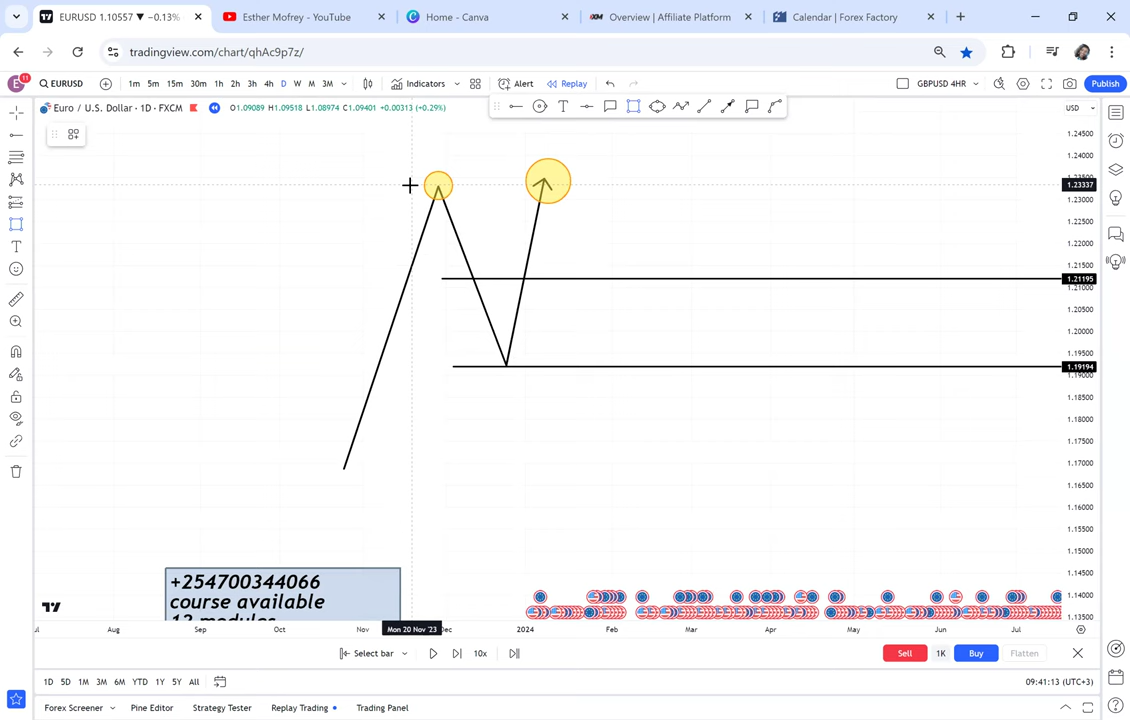 EURUSD 1.10557 ▼ −0.13%
Esther Mofrey - YouTube
Home - Canva
XM
Overview | Affiliate Platform
Calendar | Forex Factory
tradingview.com/chart/qhAc9p7z/
E
11
EURUSD
1m 5m 15m 30m 1h 2h 3h 4h D W M 3M
Indicators
Alert
Replay
GBPUSD 4HR
Publish
Euro / U.S. Dollar · 1D · FXCM
O1.09089 H1.09518 L1.08974 C1.09401 +0.00313 (+0.29%)
USD
1.24500
1.24000
1.23337
1.23000
1.22500
1.22000
1.21500
1.21195
1.21000
1.20500
1.20000
1.19500
1.19194
1.19000
1.18500
1.18000
1.17500
1.17000
1.16500
1.16000
1.15500
1.15000
1.14500
1.14000
1.13500
+254700344066
course available
Aug Sep Oct Nov Mon 20 Nov '23 Dec 2024 Feb Mar Apr May Jun Jul
Select bar
10x
Sell 1K Buy Flatten
1D 5D 1M 3M 6M YTD 1Y 5Y All
09:41:13 (UTC+3)
Forex Screener Pine Editor Strategy Tester Replay Trading Trading Panel